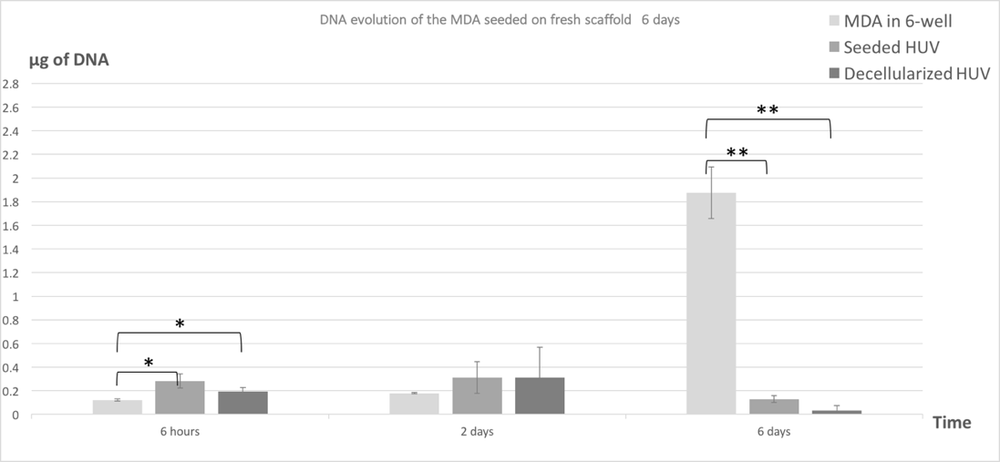 DNA evolution of the MDA seeded on fresh scaffold 6 days
MDA in 6-well
Seeded HUV
Decellularized HUV
µg of DNA
2.8
2.6
2.4
2.2
2
1.8
1.6
1.4
1.2
1
0.8
0.6
0.4
0.2
0
**
**
*
*
6 hours
2 days
6 days
Time